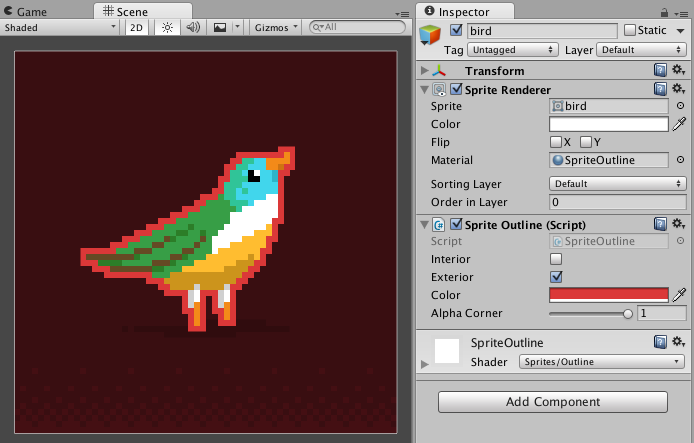 Game
Scene
Shaded
2D
Gizmos
All
Inspector
bird
Static
Tag
Untagged
Layer
Default
Transform
Sprite Renderer
Sprite
bird
Color
Flip
X
Y
Material
SpriteOutline
Sorting Layer
Default
Order in Layer
0
Sprite Outline (Script)
Script
SpriteOutline
Interior
Exterior
Color
Alpha Corner
1
SpriteOutline
Shader
Sprites/Outline
Add Component